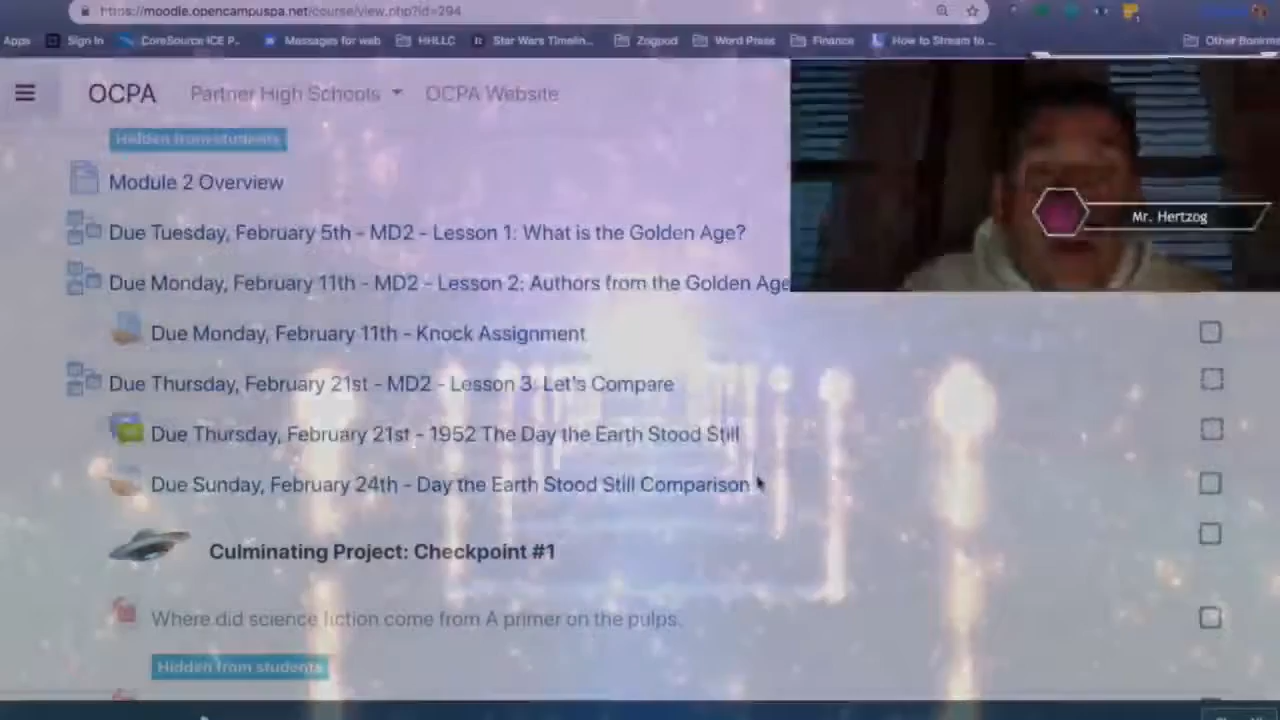 https://moodle.opencampuspa.net/course/view.php?id=294
Apps Sign In CoreSource ICE P... Messages for web HHLLC Star Wars Timelin... Zogood Word Press Finance How to Stream to ... Other Bookm
OCPA Partner High Schools OCPA Website
Hidden from students
Module 2 Overview
Mr. Hertzog
Due Tuesday, February 5th - MD2 - Lesson 1: What is the Golden Age?
Due Monday, February 11th - MD2 - Lesson 2: Authors from the Golden Age
Due Monday, February 11th - Knock Assignment
Due Thursday, February 21st - MD2 - Lesson 3: Let's Compare
Due Thursday, February 21st - 1952 The Day the Earth Stood Still
Due Sunday, February 24th - Day the Earth Stood Still Comparison
Culminating Project: Checkpoint #1
Where did science fiction come from A primer on the pulps.
Hidden from students